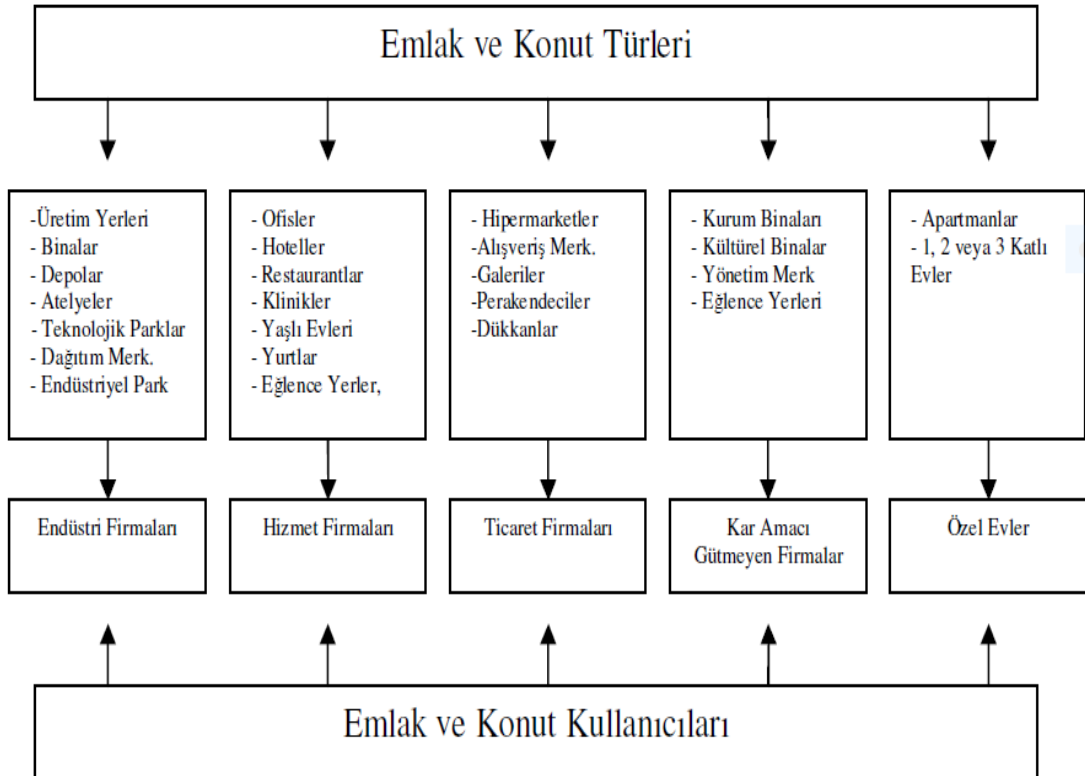 Emlak ve Konut Türleri
-Üretim Yerleri
- Binalar
- Depolar
- Atelyeler
- Teknolojik Parklar
- Dağıtım Merk.
- Endüstriyel Park
- Ofisler
- Hoteller
- Restaurantlar
- Klinikler
- Yaşlı Evleri
- Yurtlar
- Eğlence Yerler,
- Hipermarketler
-Alışveriş Merk.
-Galeriler
-Perakendeciler
-Dükkanlar
- Kurum Binaları
- Kültürel Binalar
- Yönetim Merk
- Eğlence Yerleri
- Apartmanlar
- 1, 2 veya 3 Katlı
Evler
Endüstri Firmaları
Hizmet Firmaları
Ticaret Firmaları
Kar Amacı
Gütmeyen Firmalar
Özel Evler
Emlak ve Konut Kullanıcıları